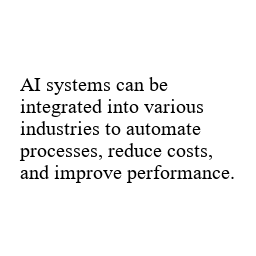 AI systems can be
integrated into various
industries to automate
processes, reduce costs,
and improve performance.